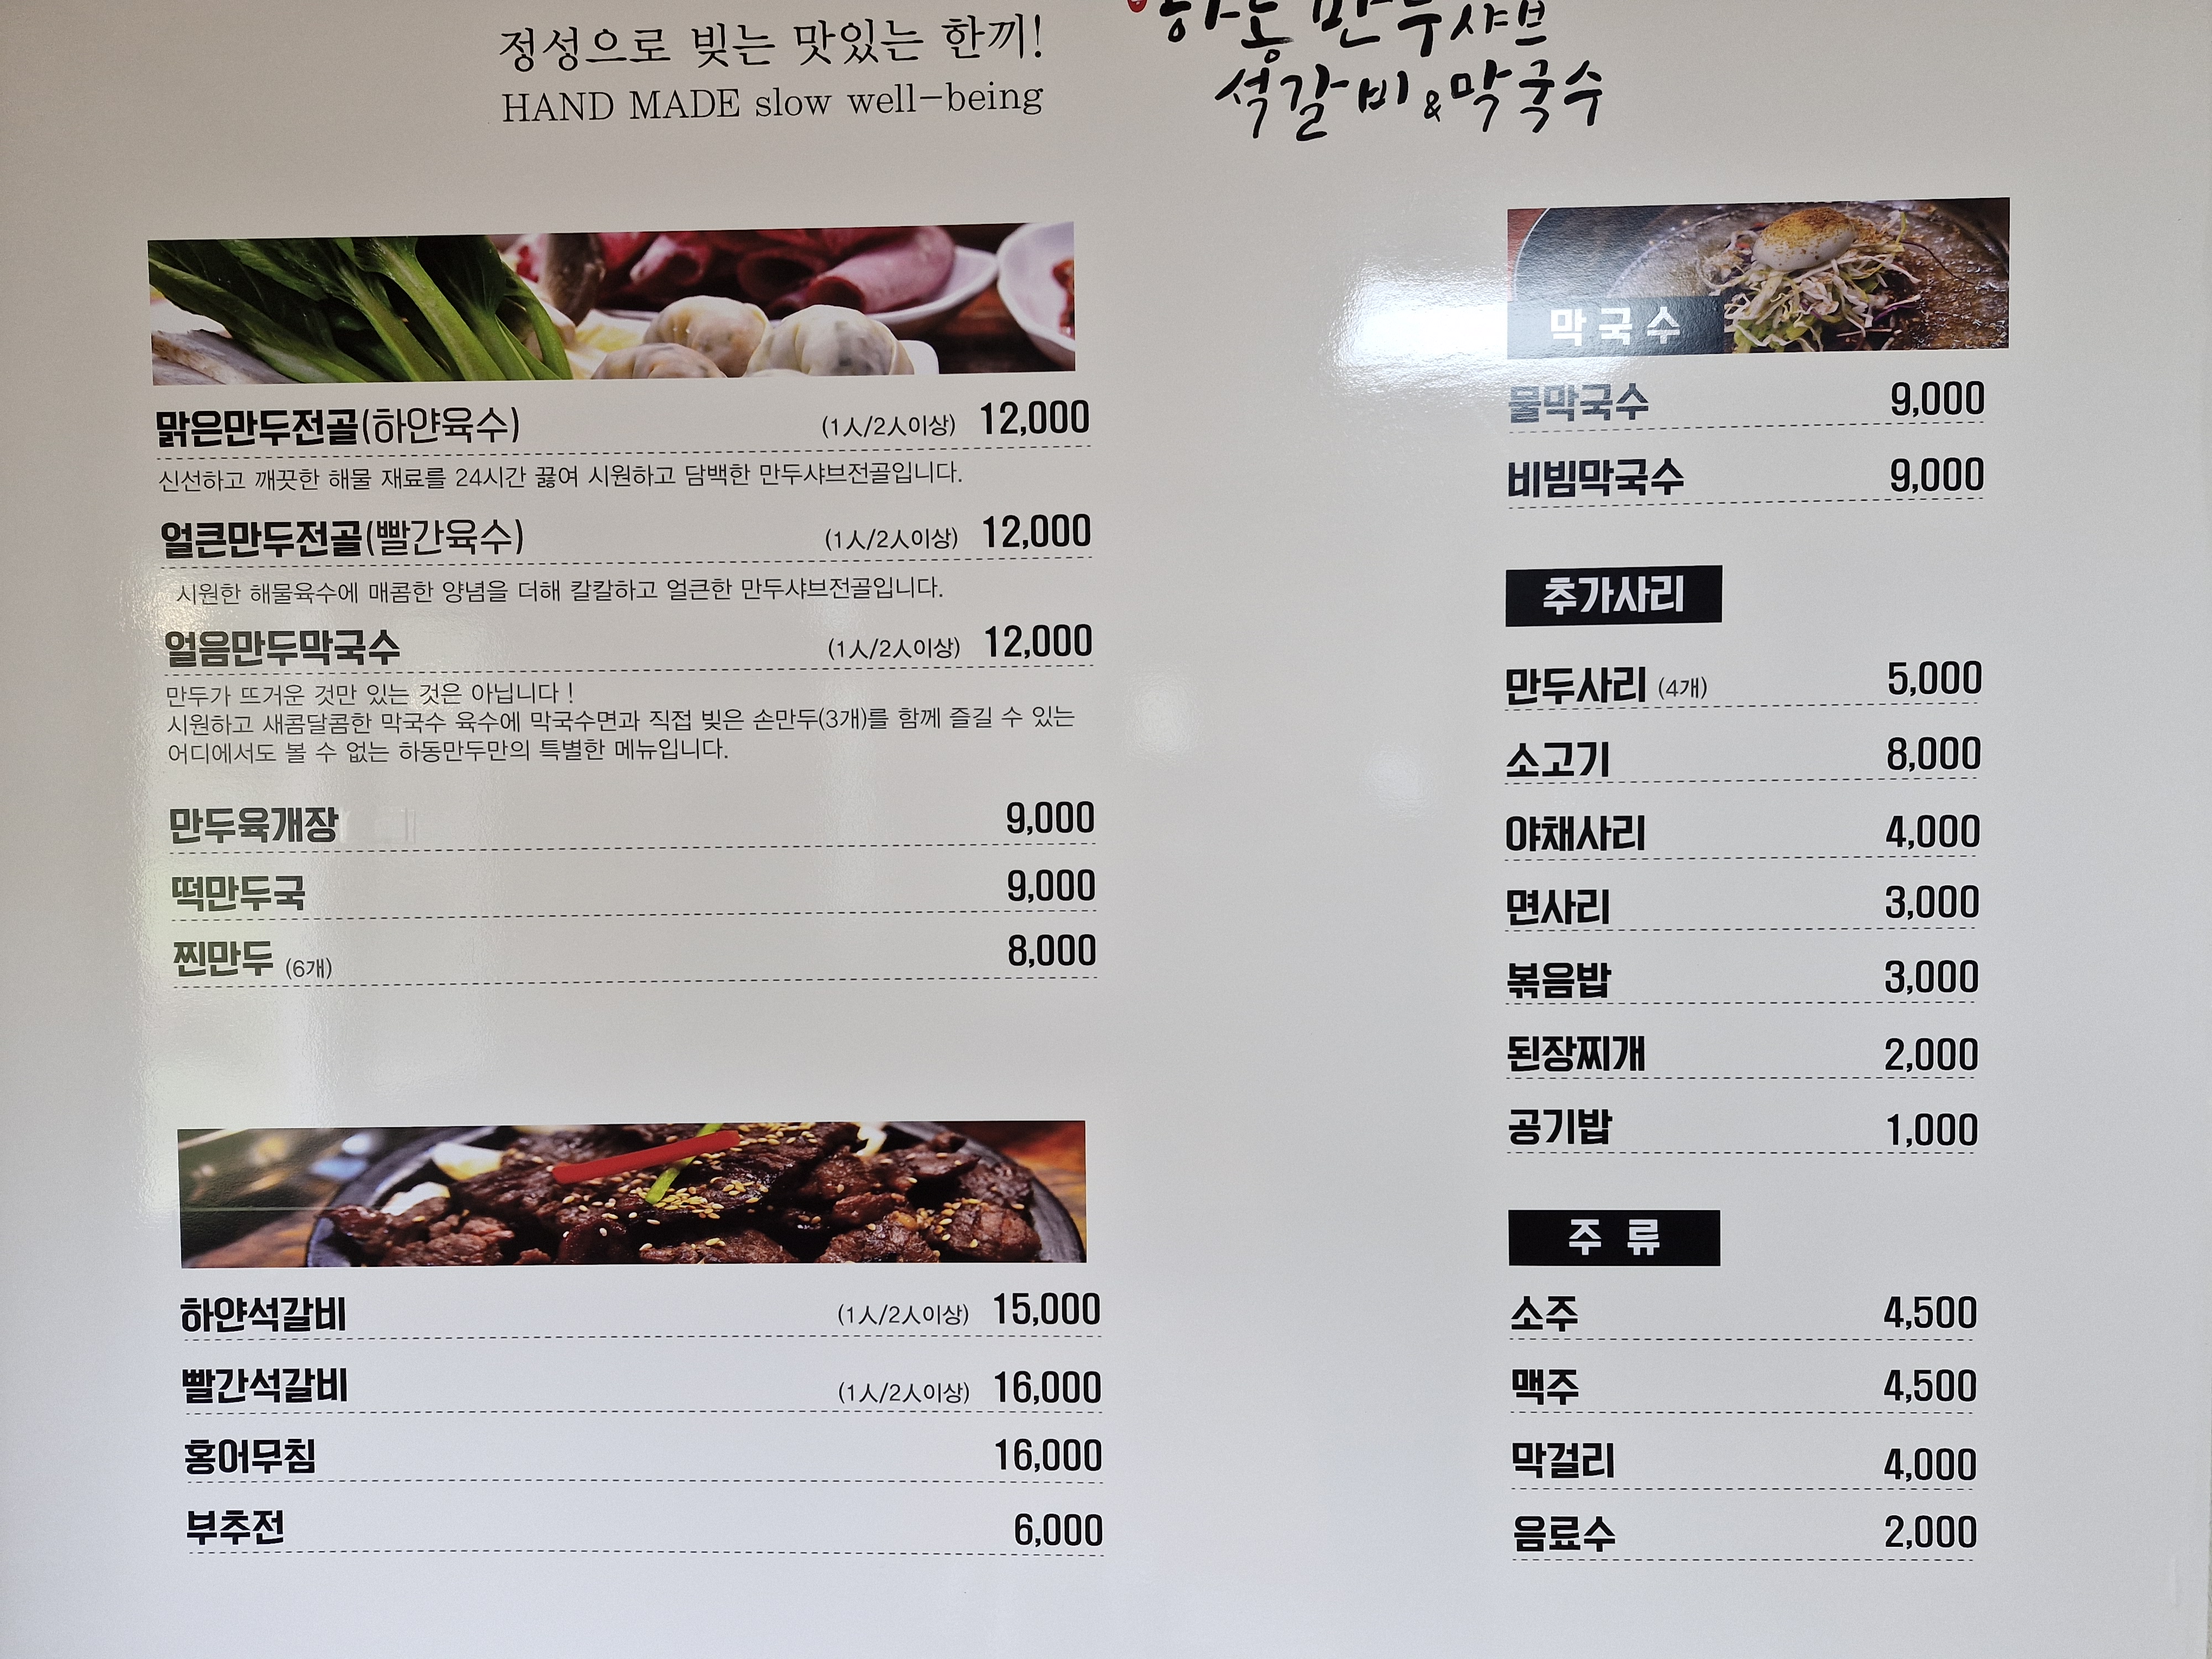 정성으로 빚는 맛있는 한끼!
HAND MADE slow well-being
하동만두샤브
석갈비&막국수
맑은만두전골(하얀육수) (1人/2人이상) 12,000
신선하고 깨끗한 해물 재료를 24시간 끓여 시원하고 담백한 만두샤브전골입니다.
얼큰만두전골(빨간육수) (1人/2人이상) 12,000
시원한 해물육수에 매콤한 양념을 더해 칼칼하고 얼큰한 만두샤브전골입니다.
얼음만두막국수 (1人/2人이상) 12,000
만두가 뜨거운 것만 있는 것은 아닙니다 !
시원하고 새콤달콤한 막국수 육수에 막국수면과 직접 빚은 손만두(3개)를 함께 즐길 수 있는
어디에서도 볼 수 없는 하동만두만의 특별한 메뉴입니다.
만두육개장 9,000
떡만두국 9,000
찐만두 (6개) 8,000
하얀석갈비 (1人/2人이상) 15,000
빨간석갈비 (1人/2人이상) 16,000
홍어무침 16,000
부추전 6,000
막국수
물막국수 9,000
비빔막국수 9,000
추가사리
만두사리 (4개) 5,000
소고기 8,000
야채사리 4,000
면사리 3,000
볶음밥 3,000
된장찌개 2,000
공기밥 1,000
주 류
소주 4,500
맥주 4,500
막걸리 4,000
음료수 2,000